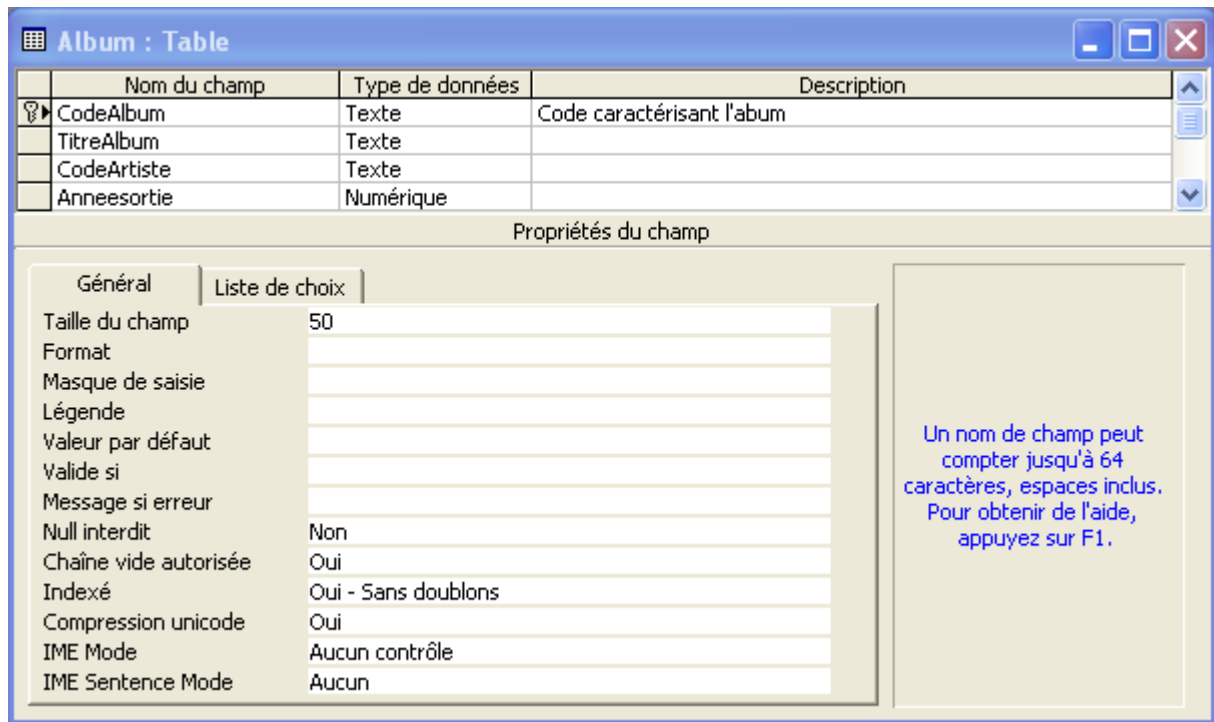 Album : Table
Nom du champ Type de données Description
CodeAlbum Texte Code caractérisant l'abum
TitreAlbum Texte
CodeArtiste Texte
Anneesortie Numérique
Propriétés du champ
Général Liste de choix
Taille du champ 50
Format
Masque de saisie
Légende
Valeur par défaut
Valide si
Message si erreur
Null interdit Non
Chaîne vide autorisée Oui
Indexé Oui - Sans doublons
Compression unicode Oui
IME Mode Aucun contrôle
IME Sentence Mode Aucun
Un nom de champ peut
compter jusqu'à 64
caractères, espaces inclus.
Pour obtenir de l'aide,
appuyez sur F1.